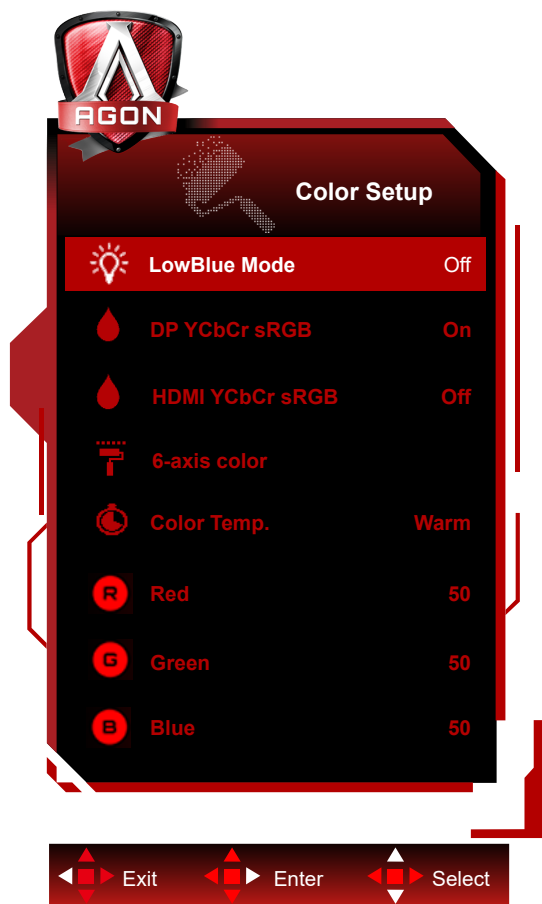 AGON
Color Setup
LowBlue Mode Off
DP YCbCr sRGB On
HDMI YCbCr sRGB Off
6-axis color
Color Temp. Warm
R Red 50
G Green 50
B Blue 50
Exit Enter Select